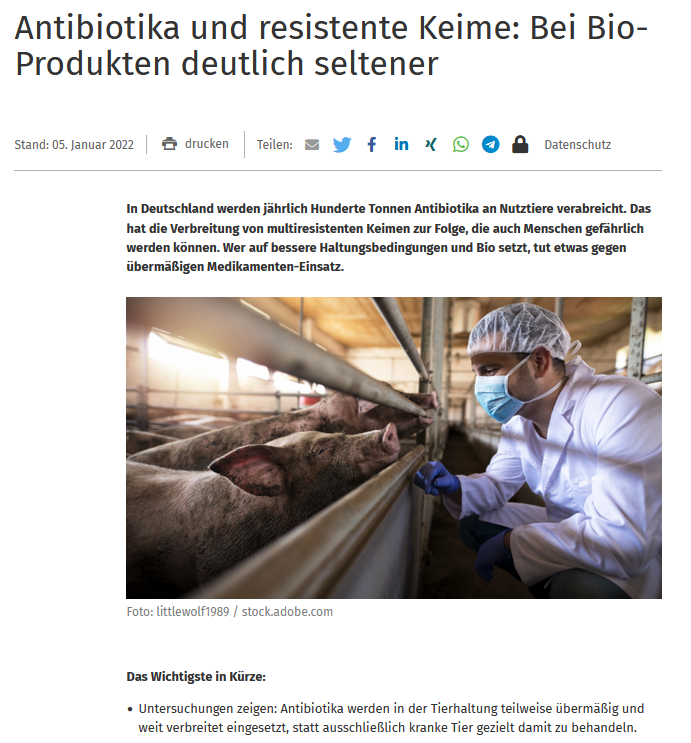 Antibiotika und resistente Keime: Bei Bio-
Produkten deutlich seltener
Stand: 05. Januar 2022 drucken Teilen: Datenschutz
In Deutschland werden jährlich Hunderte Tonnen Antibiotika an Nutztiere verabreicht. Das
hat die Verbreitung von multiresistenten Keimen zur Folge, die auch Menschen gefährlich
werden können. Wer auf bessere Haltungsbedingungen und Bio setzt, tut etwas gegen
übermäßigen Medikamenten-Einsatz.
Foto: littlewolf1989 / stock.adobe.com
Das Wichtigste in Kürze:
• Untersuchungen zeigen: Antibiotika werden in der Tierhaltung teilweise übermäßig und
weit verbreitet eingesetzt, statt ausschließlich kranke Tier gezielt damit zu behandeln.